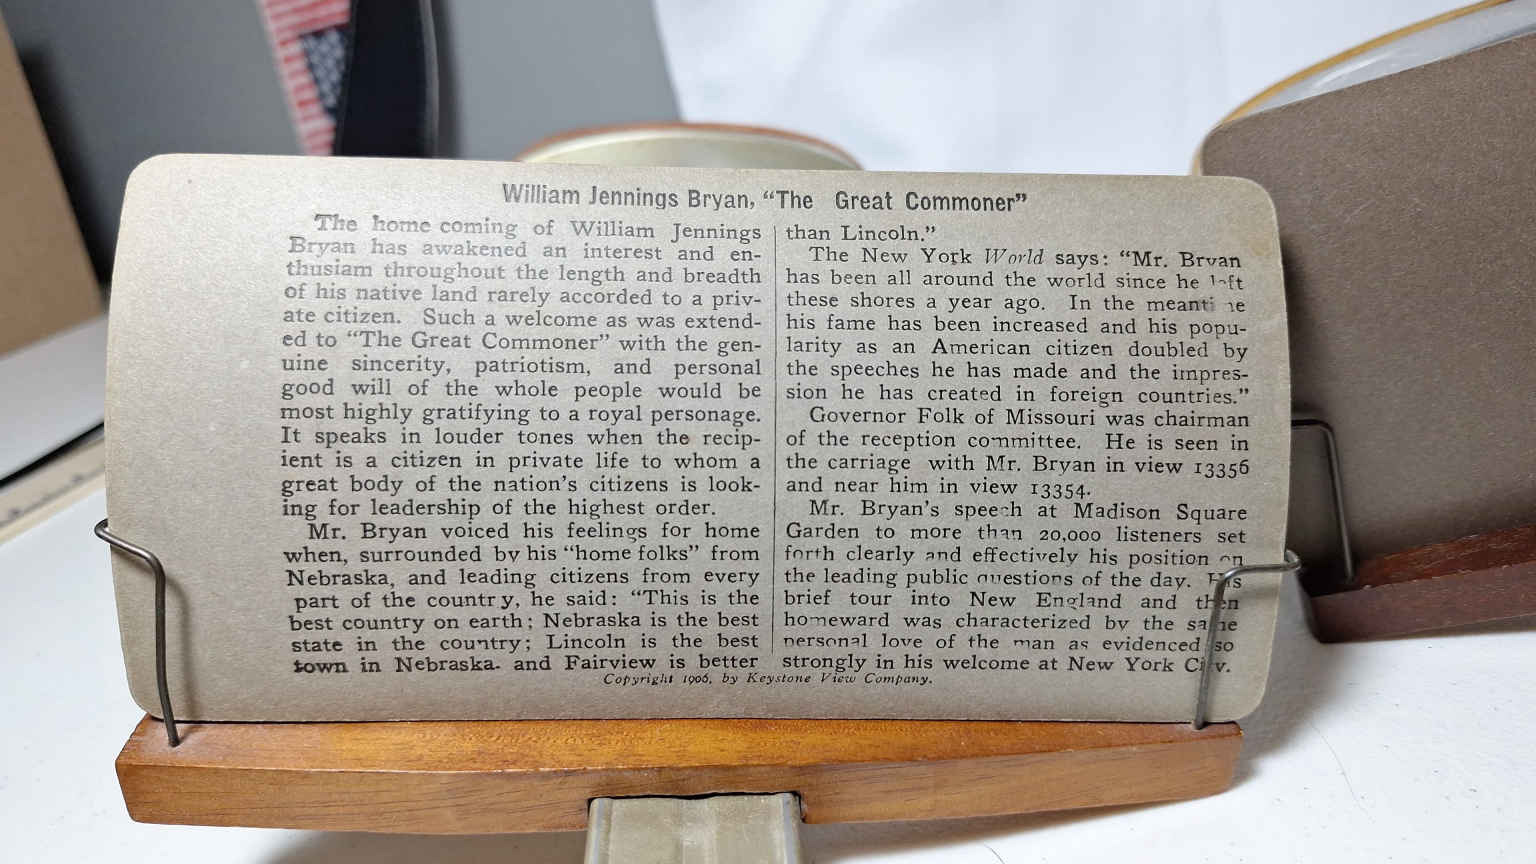 William Jennings Bryan, “The Great Commoner”
The home coming of William Jennings
Bryan has awakened an interest and en-
thusiam throughout the length and breadth
of his native land rarely accorded to a priv-
ate citizen. Such a welcome as was extend-
ed to “The Great Commoner” with the gen-
uine sincerity, patriotism, and personal
good will of the whole people would be
most highly gratifying to a royal personage.
It speaks in louder tones when the recip-
ient is a citizen in private life to whom a
great body of the nation’s citizens is look-
ing for leadership of the highest order.
Mr. Bryan voiced his feelings for home
when, surrounded by his “home folks” from
Nebraska, and leading citizens from every
part of the country, he said: “This is the
best country on earth; Nebraska is the best
state in the country; Lincoln is the best
town in Nebraska. and Fairview is better
than Lincoln.”
The New York World says: “Mr. Bryan
has been all around the world since he left
these shores a year ago. In the meantime
his fame has been increased and his popu-
larity as an American citizen doubled by
the speeches he has made and the impres-
sion he has created in foreign countries.”
Governor Folk of Missouri was chairman
of the reception committee. He is seen in
the carriage with Mr. Bryan in view 13356
and near him in view 13354.
Mr. Bryan’s speech at Madison Square
Garden to more than 20,000 listeners set
forth clearly and effectively his position on
the leading public questions of the day. His
brief tour into New England and then
homeward was characterized by the same
personal love of the man as evidenced so
strongly in his welcome at New York City.
Copyright 1906, by Keystone View Company.